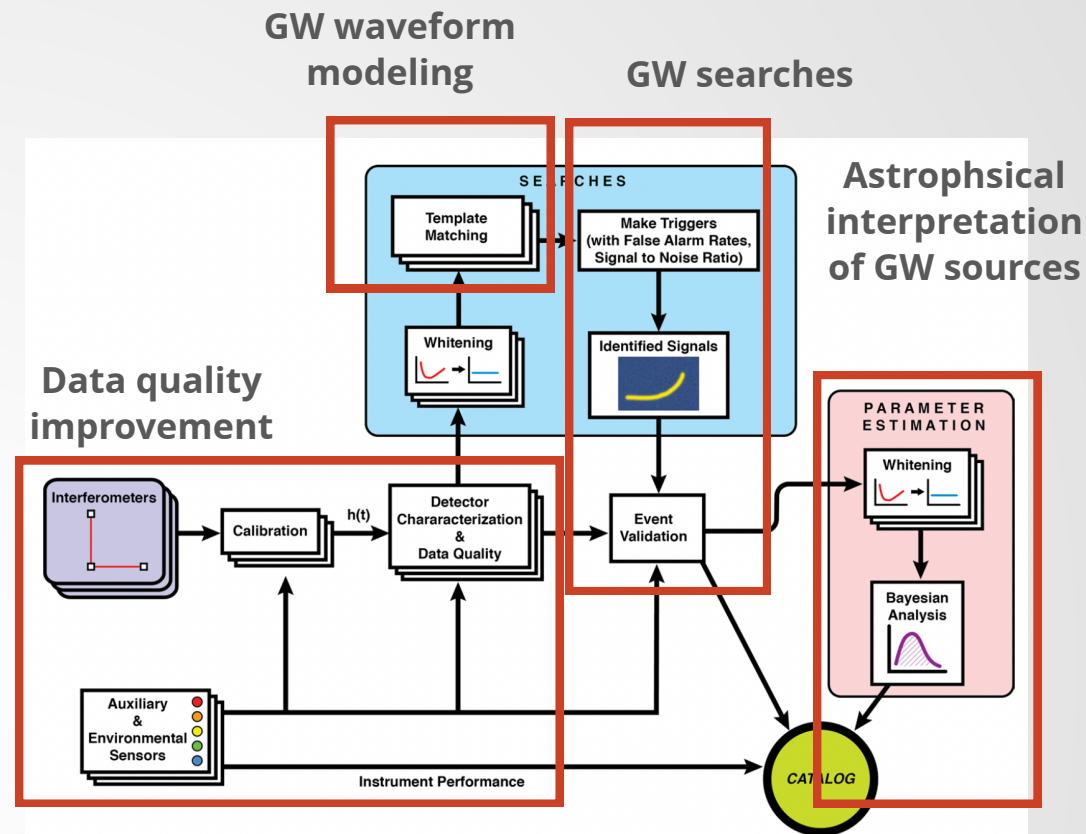 GW waveform
modeling
GW searches
Astrophsical
interpretation
of GW sources
Data quality
improvement
SEARCHES
Template
Matching
Make Triggers
(with False Alarm Rates,
Signal to Noise Ratio)
Whitening
Identified Signals
PARAMETER
ESTIMATION
Whitening
Interferometers
Calibration
h(t)
Detector
Chararacterization
&
Data Quality
Event
Validation
Bayesian
Analysis
Auxiliary
&
Environmental
Sensors
Instrument Performance
CATALOG